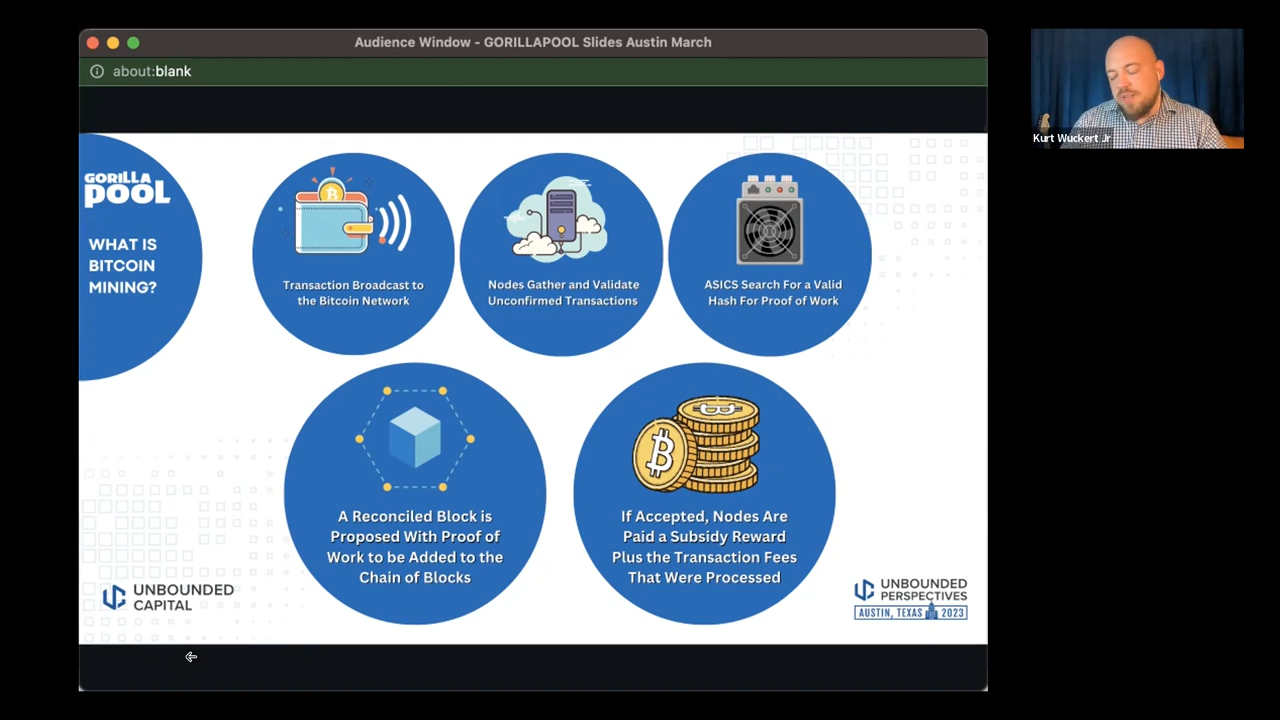 Audience Window - GORILLAPOOL Slides Austin March
about:blank
Kurt Wuckert Jr
GORILLA
POOL
WHAT IS
BITCOIN
MINING?
Transaction Broadcast to
the Bitcoin Network
Nodes Gather and Validate
Unconfirmed Transactions
ASICS Search For a Valid
Hash For Proof of Work
A Reconciled Block is
Proposed With Proof of
Work to be Added to the
Chain of Blocks
If Accepted, Nodes Are
Paid a Subsidy Reward
Plus the Transaction Fees
That Were Processed
UNBOUNDED
CAPITAL
UNBOUNDED
PERSPECTIVES
AUSTIN, TEXAS 2023